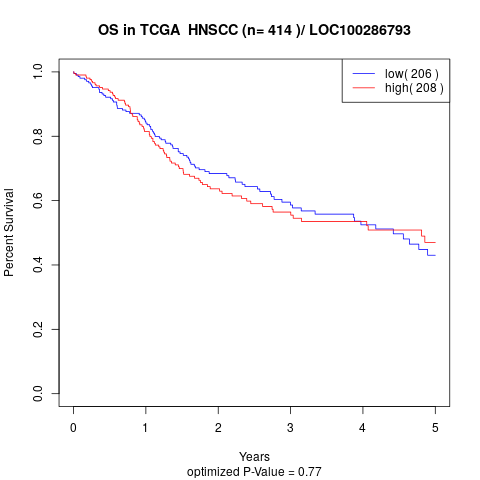 OS in TCGA  HNSCC (n= 414 )/ LOC100286793
low( 206 )
high( 208 )
Percent Survival
1.0
0.8
0.6
0.4
0.2
0.0
0 1 2 3 4 5
Years
optimized P-Value = 0.77